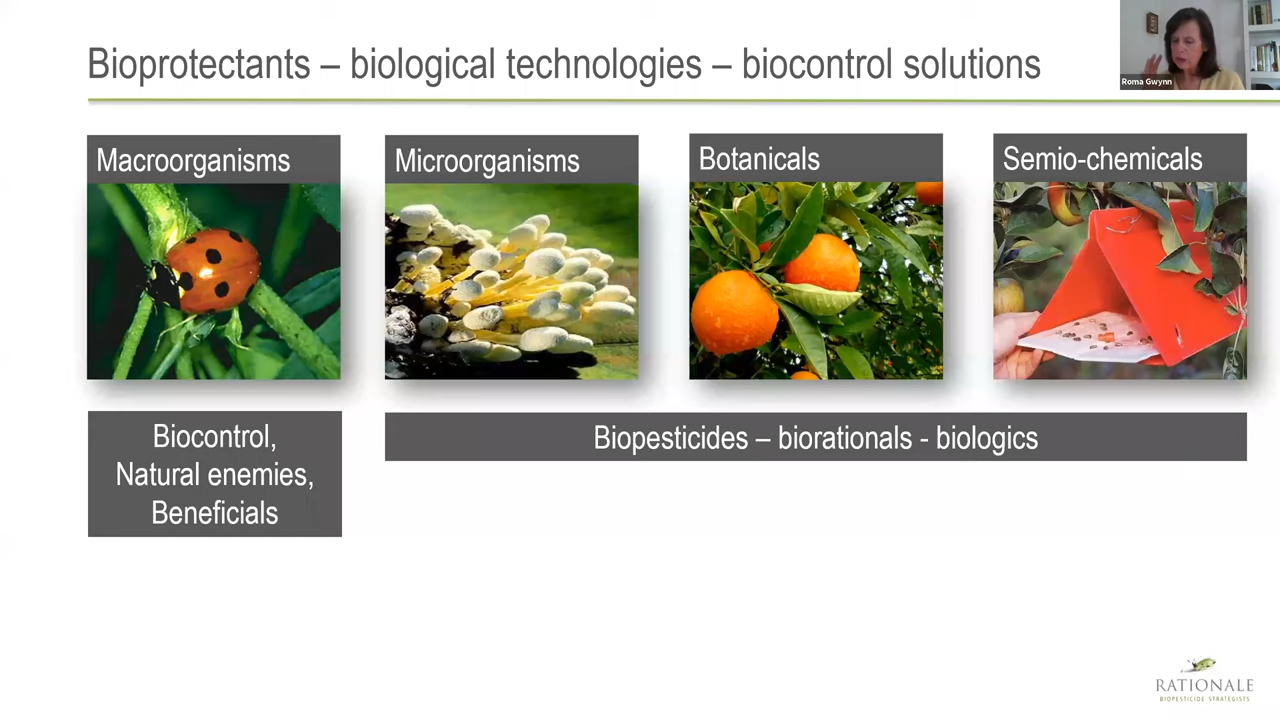 Bioprotectants – biological technologies – biocontrol solutions
Roma Gwynn
Macroorganisms
Microorganisms
Botanicals
Semio-chemicals
Biocontrol,
Natural enemies,
Beneficials
Biopesticides – biorationals - biologics
RATIONALE
BIOPESTICIDE STRATEGISTS